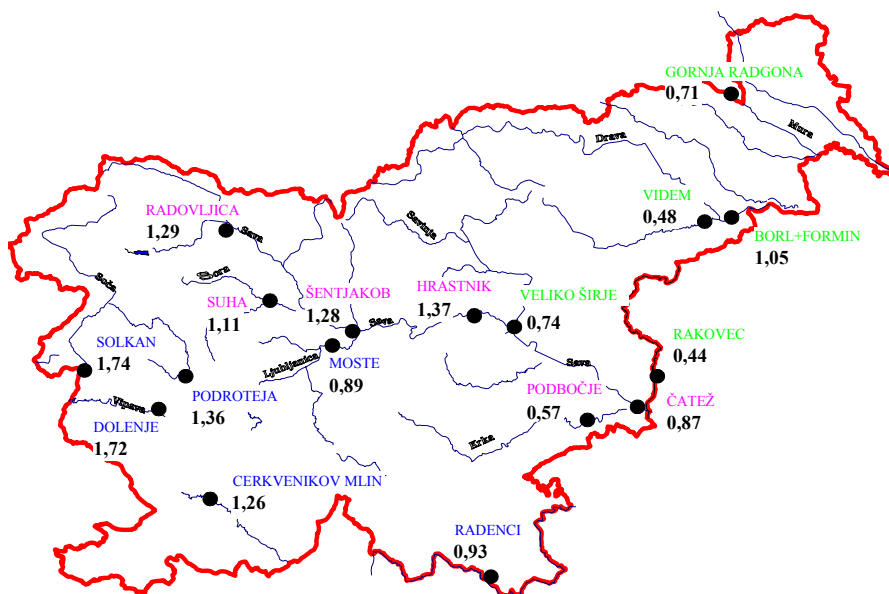 GORNJA RADGONA
0,71
Mura
Drava
VIDEM
0,48
BORL+FORMIN
1,05
RADOVLJICA
1,29
Sava
Savinja
Sora
Soča
SUHA
1,11
ŠENTJAKOB
1,28
Sava
HRASTNIK
1,37
VELIKO ŠIRJE
0,74
SOLKAN
1,74
Ljubljanica
MOSTE
0,89
RAKOVEC
0,44
Sava
PODROTEJA
1,36
PODBOČJE
0,57
ČATEŽ
0,87
Vipava
DOLENJE
1,72
Krka
CERKVENIKOV MLIN
1,26
RADENCI
0,93